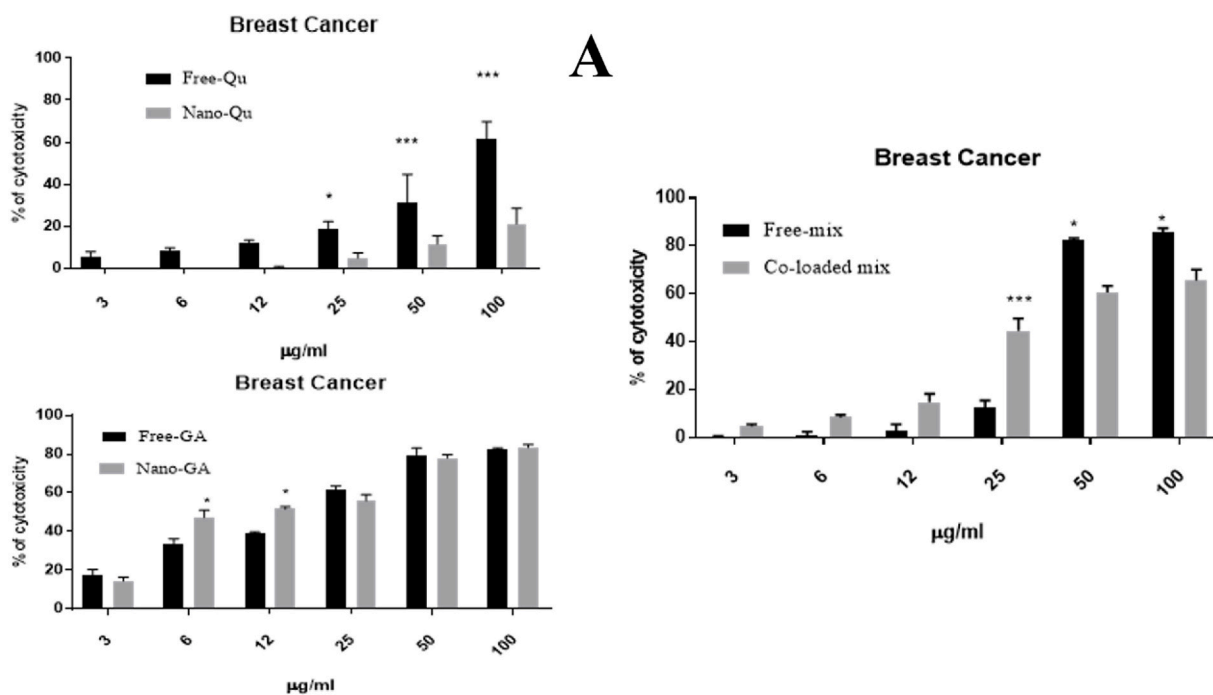 Breast Cancer
100
80
60
40
20
0
% of cytotoxicity
Free-Qu
Nano-Qu
*
***
***
3 6 12 25 50 100
µg/ml
Breast Cancer
100
80
60
40
20
0
% of cytotoxicity
Free-GA
Nano-GA
*
*
3 6 12 25 50 100
µg/ml
A
Breast Cancer
100
80
60
40
20
0
% of cytotoxicity
Free-mix
Co-loaded mix
***
*
*
3 6 12 25 50 100
µg/ml